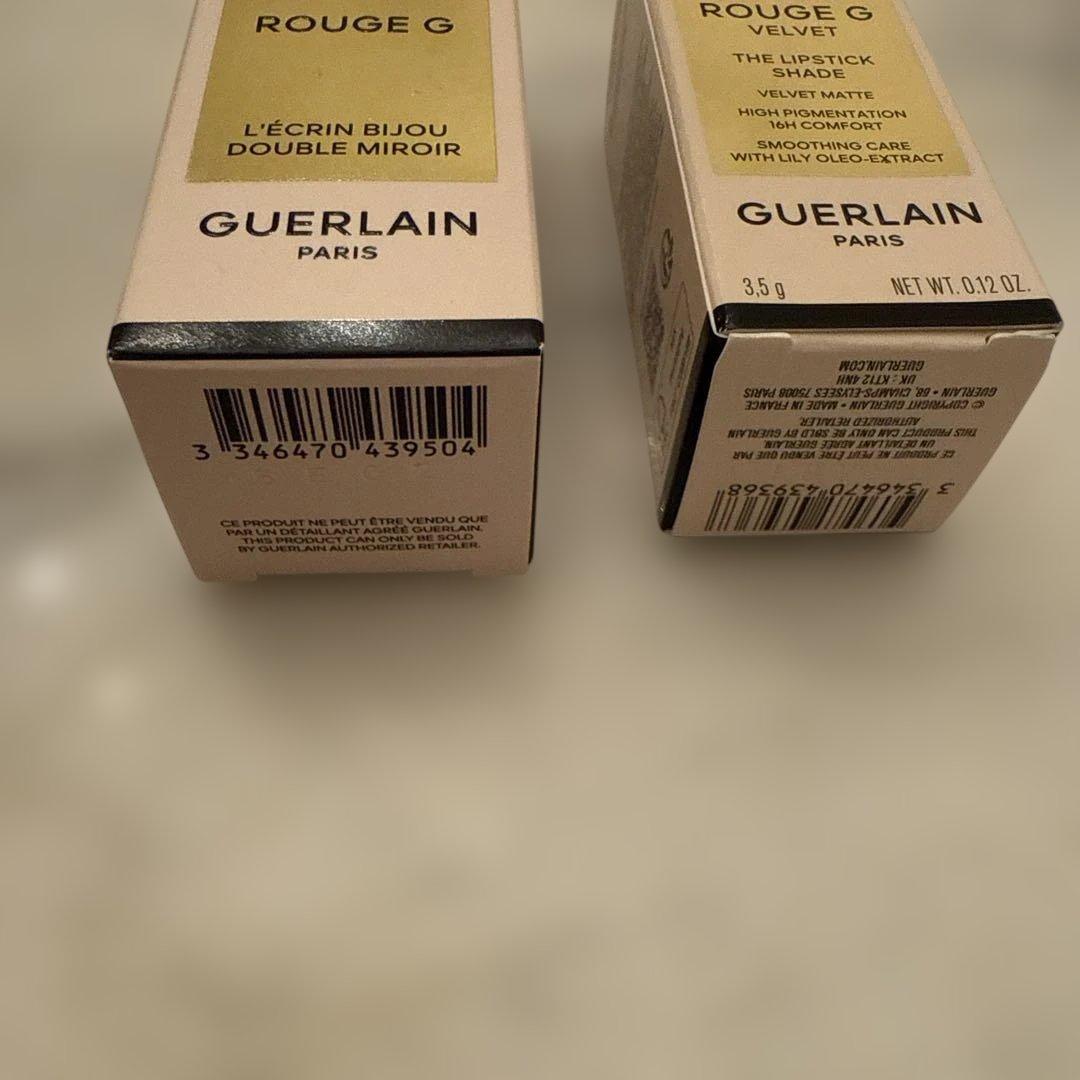 ROUGE G
L'ÉCRIN BIJOU
DOUBLE MIROIR
GUERLAIN
PARIS
3 346470 439504
CE PRODUIT NE PEUT ÊTRE VENDU QUE
PAR UN DÉTAILLANT AGRÉÉ GUERLAIN.
THIS PRODUCT CAN ONLY BE SOLD
BY GUERLAIN AUTHORIZED RETAILER.
ROUGE G
VELVET
THE LIPSTICK
SHADE
VELVET MATTE
HIGH PIGMENTATION
16H COMFORT
SMOOTHING CARE
WITH LILY OLEO-EXTRACT
GUERLAIN
PARIS
3,5 g NET WT. 0.12 OZ.
3 346470 439368
CE PRODUIT NE PEUT ÊTRE VENDU QUE PAR
UN DÉTAILLANT AGRÉÉ GUERLAIN.
THIS PRODUCT CAN ONLY BE SOLD BY GUERLAIN
AUTHORIZED RETAILER.
© COPYRIGHT GUERLAIN • MADE IN FRANCE
GUERLAIN • 68, CHAMPS-ELYSÉES 75008 PARIS
UK : KT12 4NH
GUERLAIN.COM